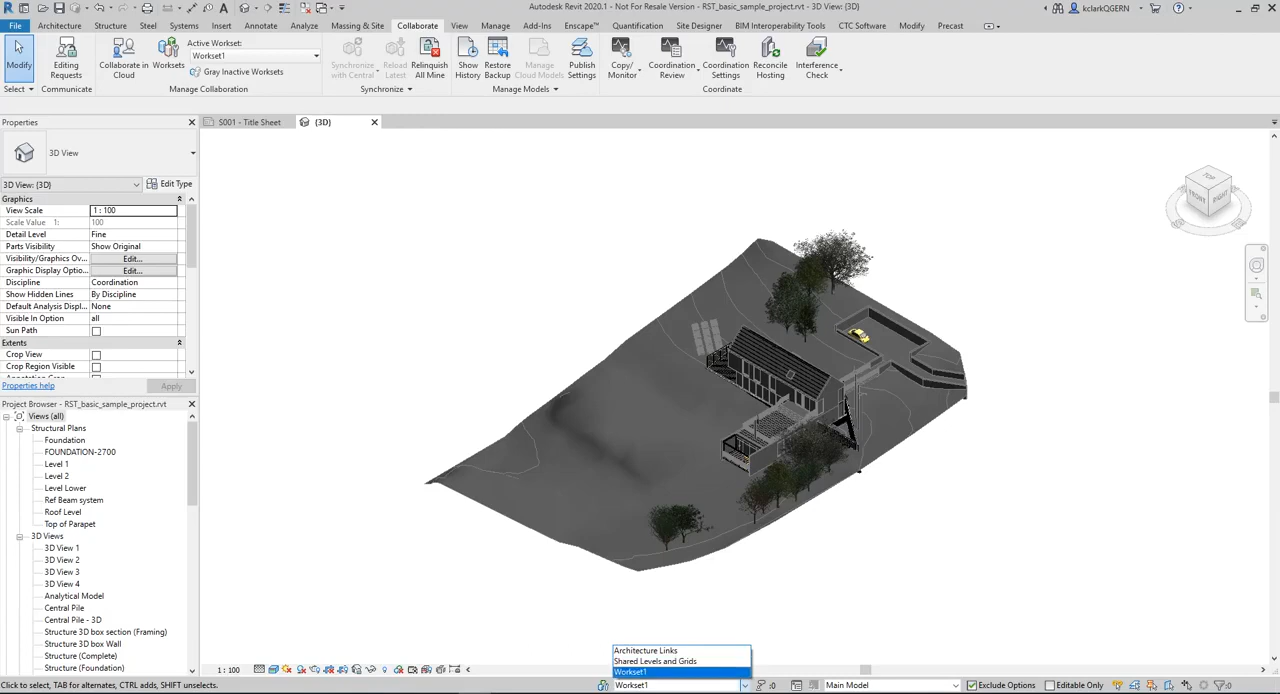 Autodesk Revit 2020.1 - Not For Resale Version - RST_basic_sample_project.rvt - 3D View: {3D}
kclarkQGERN
File Architecture Structure Steel Systems Insert Annotate Analyze Massing & Site Collaborate View Manage Add-Ins Enscape™ Quantification Site Designer BIM Interoperability Tools CTC Software Modify Precast
Modify
Editing
Requests
Collaborate in
Cloud
Worksets
Active Workset:
Workset1
Gray Inactive Worksets
Synchronize
with Central
Reload
Latest
Relinquish
All Mine
Show
History
Restore
Backup
Manage
Cloud Models
Publish
Settings
Copy/
Monitor
Coordination
Review
Coordination
Settings
Reconcile
Hosting
Interference
Check
Select Communicate Manage Collaboration Synchronize Manage Models Coordinate
Properties
S001 - Title Sheet
{3D}
3D View
3D View: {3D}
Edit Type
Graphics
View Scale 1 : 100
Scale Value 1: 100
Detail Level Fine
Parts Visibility Show Original
Visibility/Graphics Ov... Edit...
Graphic Display Optio... Edit...
Discipline Coordination
Show Hidden Lines By Discipline
Default Analysis Displ... None
Visible In Option all
Sun Path
Extents
Crop View
Crop Region Visible
Properties help
Apply
Project Browser - RST_basic_sample_project.rvt
Views (all)
Structural Plans
Foundation
FOUNDATION-2700
Level 1
Level 2
Level Lower
Ref Beam system
Roof Level
Top of Parapet
3D Views
3D View 1
3D View 2
3D View 3
3D View 4
Analytical Model
Central Pile
Central Pile - 3D
Structure 3D box section (Framing)
Structure 3D box Wall
Structure (Complete)
Structure (Foundation)
TOP
FRONT
RIGHT
Architecture Links
Shared Levels and Grids
Workset1
1 : 100
Click to select, TAB for alternates, CTRL adds, SHIFT unselects.
Workset1
:0
Main Model
Exclude Options
Editable Only
:0